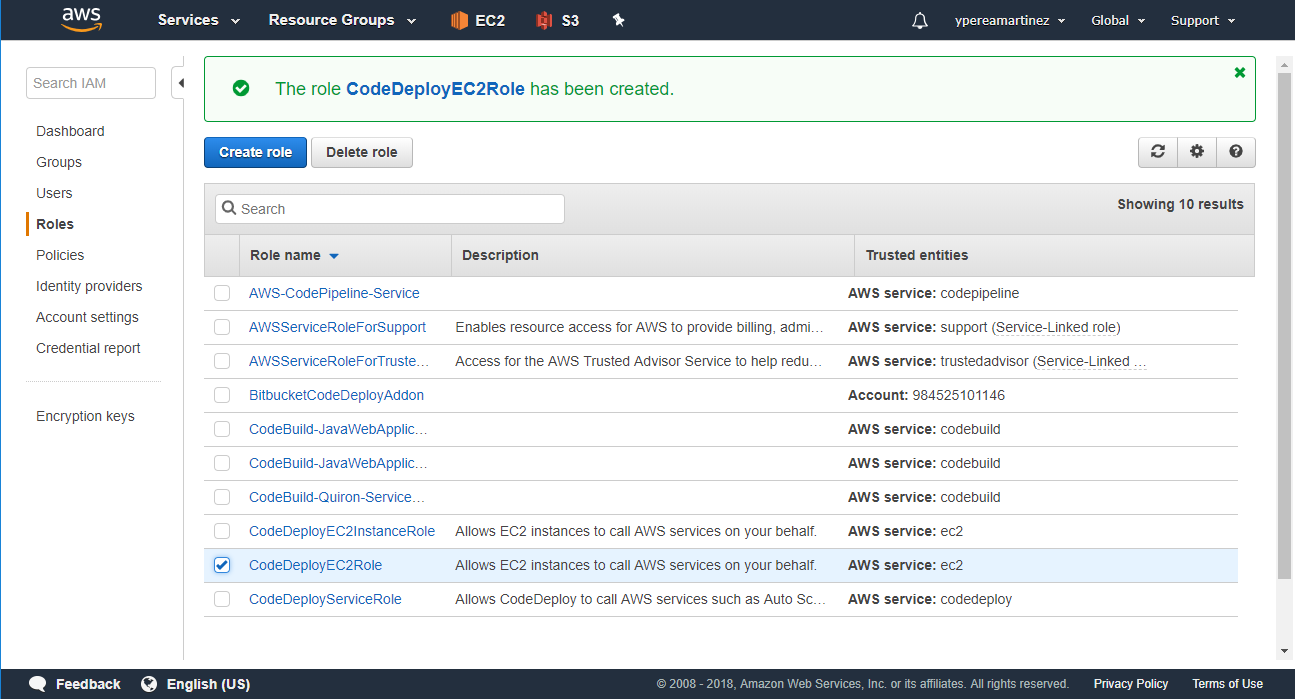 aws Services Resource Groups EC2 S3 ypereamartinez Global Support
Search IAM
Dashboard
Groups
Users
Roles
Policies
Identity providers
Account settings
Credential report
Encryption keys
The role CodeDeployEC2Role has been created.
Create role Delete role
Search Showing 10 results
Role name Description Trusted entities
AWS-CodePipeline-Service AWS service: codepipeline
AWSServiceRoleForSupport Enables resource access for AWS to provide billing, admi… AWS service: support (Service-Linked role)
AWSServiceRoleForTruste… Access for the AWS Trusted Advisor Service to help redu… AWS service: trustedadvisor (Service-Linked …
BitbucketCodeDeployAddon Account: 984525101146
CodeBuild-JavaWebApplic… AWS service: codebuild
CodeBuild-JavaWebApplic… AWS service: codebuild
CodeBuild-Quiron-Service… AWS service: codebuild
CodeDeployEC2InstanceRole Allows EC2 instances to call AWS services on your behalf. AWS service: ec2
CodeDeployEC2Role Allows EC2 instances to call AWS services on your behalf. AWS service: ec2
CodeDeployServiceRole Allows CodeDeploy to call AWS services such as Auto Sc… AWS service: codedeploy
Feedback English (US) © 2008 - 2018, Amazon Web Services, Inc. or its affiliates. All rights reserved. Privacy Policy Terms of Use